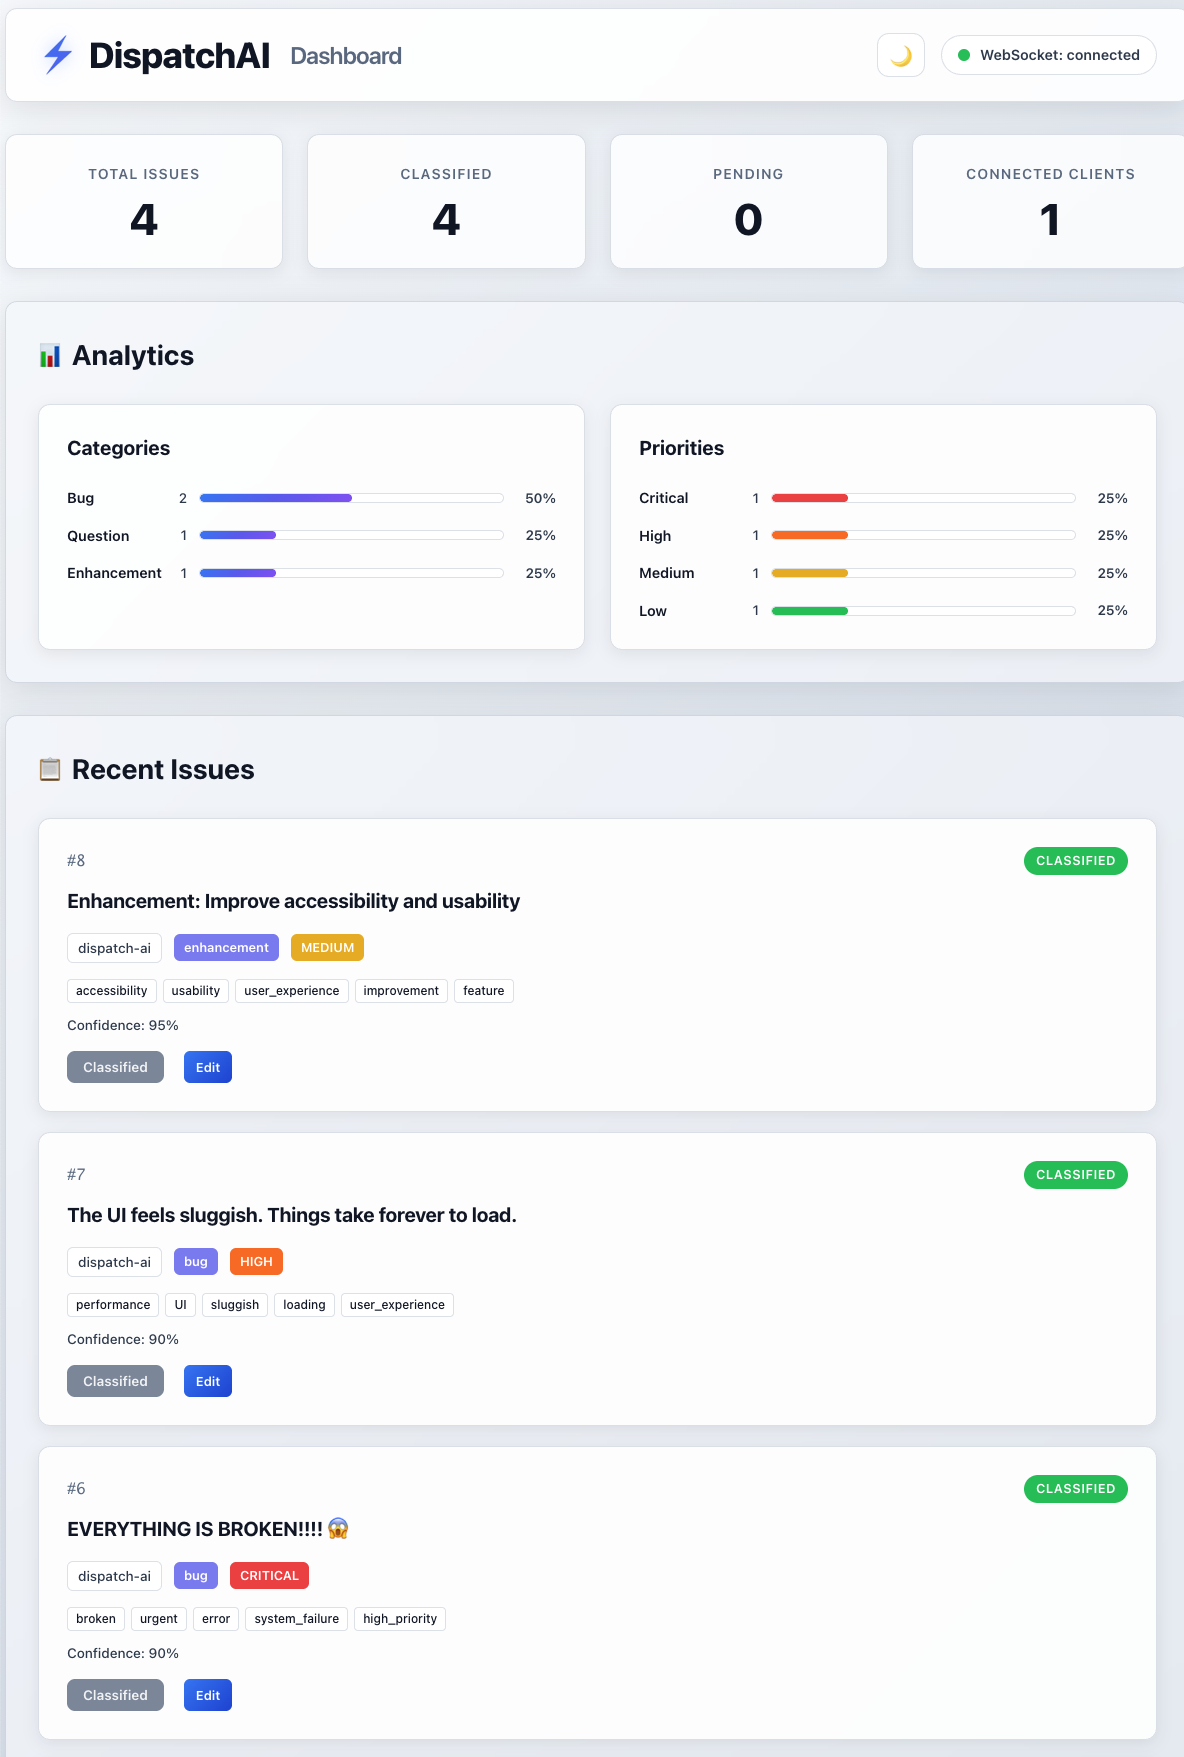 DispatchAI Dashboard
WebSocket: connected
TOTAL ISSUES
4
CLASSIFIED
4
PENDING
0
CONNECTED CLIENTS
1
Analytics
Categories
Bug 2 50%
Question 1 25%
Enhancement 1 25%
Priorities
Critical 1 25%
High 1 25%
Medium 1 25%
Low 1 25%
Recent Issues
#8 CLASSIFIED
Enhancement: Improve accessibility and usability
dispatch-ai enhancement MEDIUM
accessibility usability user_experience improvement feature
Confidence: 95%
Classified Edit
#7 CLASSIFIED
The UI feels sluggish. Things take forever to load.
dispatch-ai bug HIGH
performance UI sluggish loading user_experience
Confidence: 90%
Classified Edit
#6 CLASSIFIED
EVERYTHING IS BROKEN!!!! 😱
dispatch-ai bug CRITICAL
broken urgent error system_failure high_priority
Confidence: 90%
Classified Edit